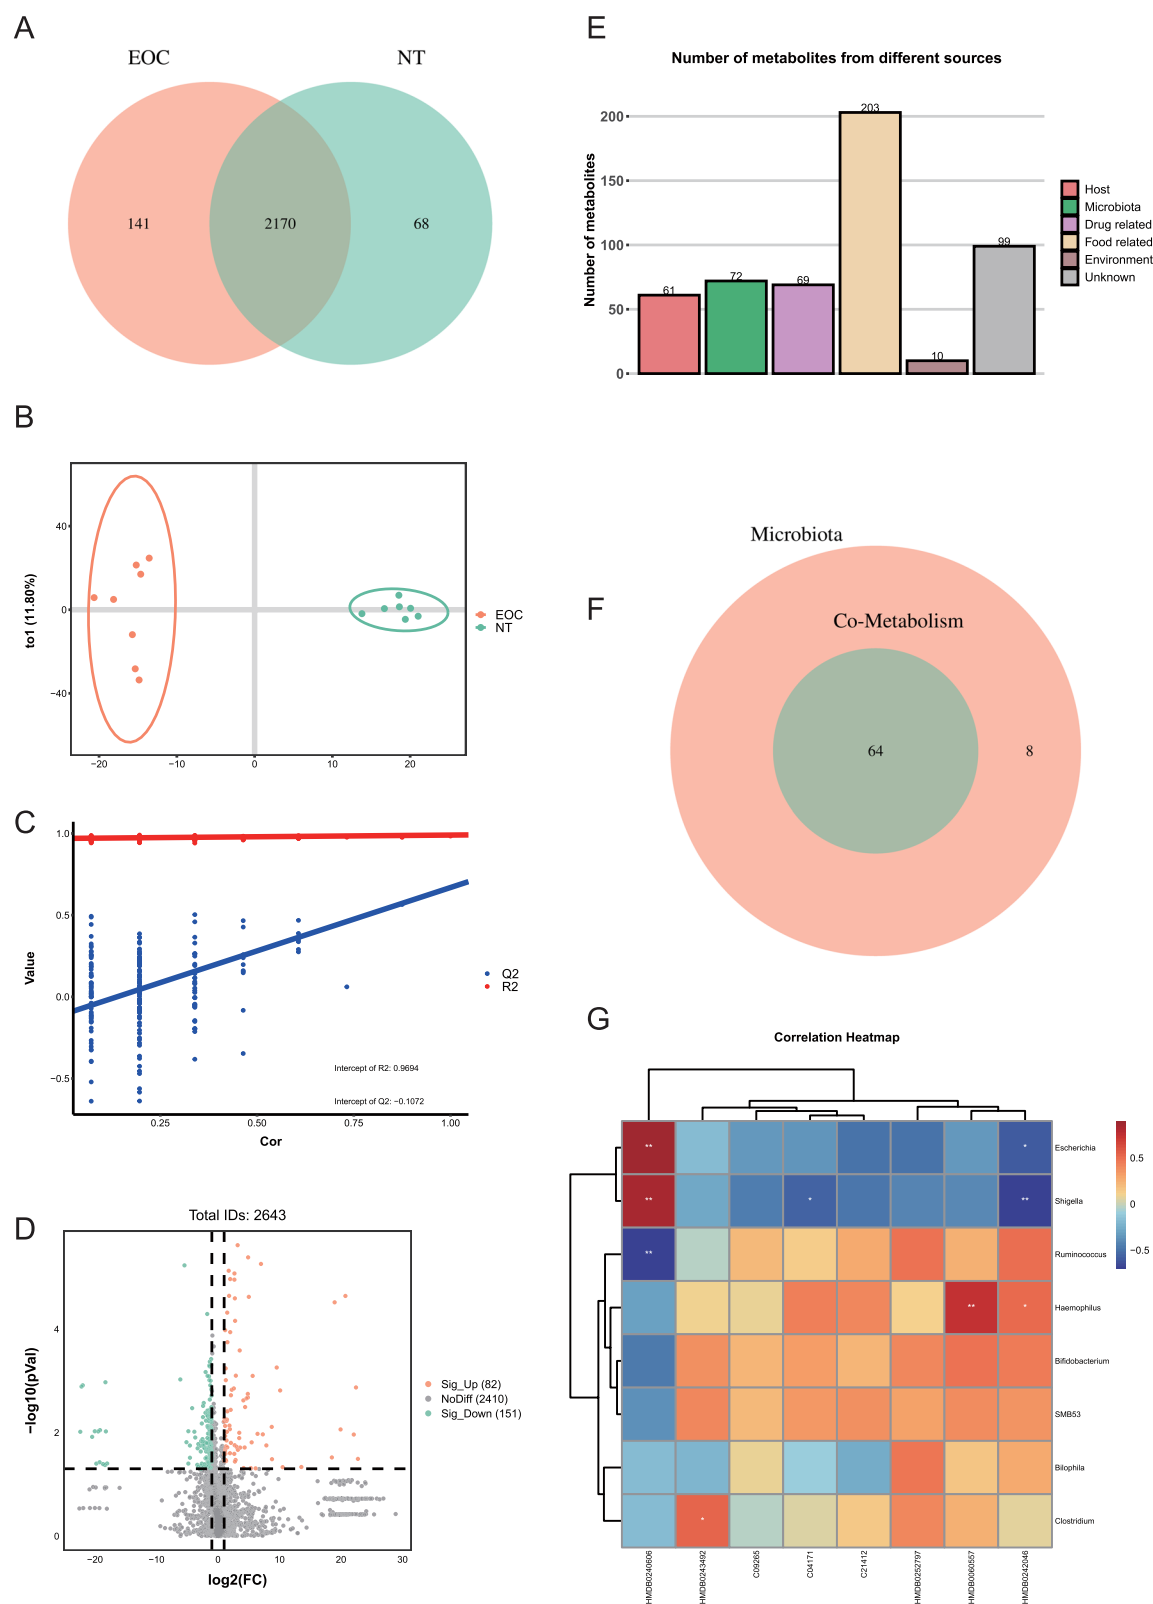 A
EOC
NT
141
2170
68
B
to1 (11.80%)
40
0
−40
−20
−10
0
10
20
EOC
NT
C
Value
1.0
0.5
0.0
−0.5
Intercept of R2: 0.9694
Intercept of Q2: −0.1072
0.25
0.50
0.75
1.00
Cor
Q2
R2
D
Total IDs: 2643
−log10(pVal)
4
2
0
−20
−10
0
10
20
30
log2(FC)
Sig_Up (82)
NoDiff (2410)
Sig_Down (151)
E
Number of metabolites from different sources
Number of metabolites
200
150
100
50
0
61
72
69
203
10
99
Host
Microbiota
Drug related
Food related
Environment
Unknown
F
Microbiota
Co-Metabolism
64
8
G
Correlation Heatmap
** *
** * **
**
** *
*
Escherichia
Shigella
Ruminococcus
Haemophilus
Bifidobacterium
SMB53
Bilophila
Clostridium
HMDB0240606
HMDB0243492
C09265
C04171
C21412
HMDB0252797
HMDB0060557
HMDB0242046
0.5
0
−0.5